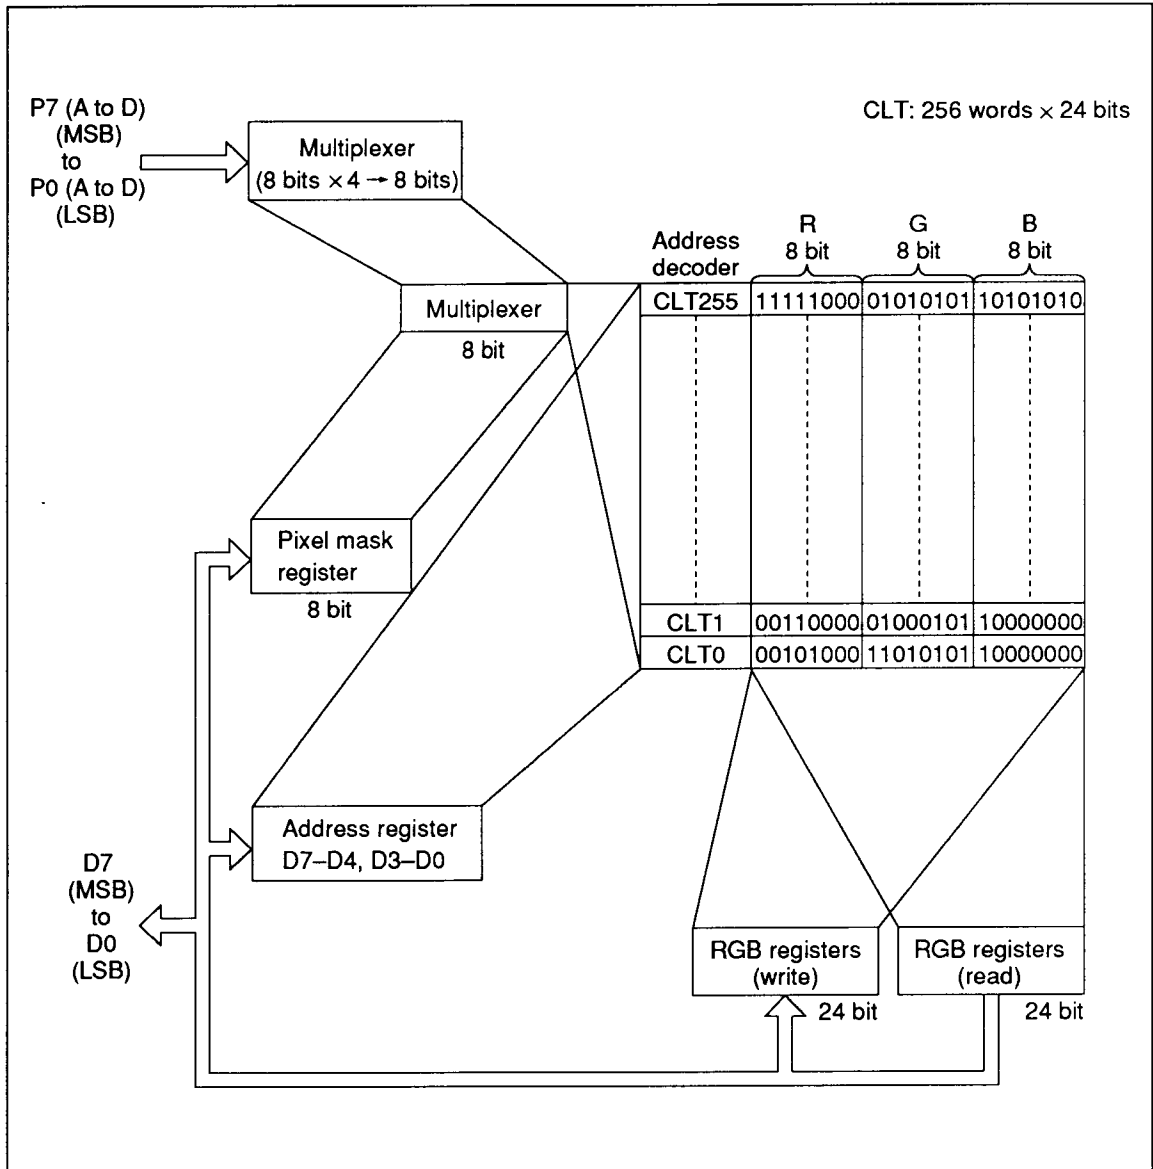 P7 (A to D)
(MSB)
to
P0 (A to D)
(LSB)
CLT: 256 words × 24 bits
Multiplexer
(8 bits × 4 → 8 bits)
Address
decoder
R
8 bit
G
8 bit
B
8 bit
Multiplexer
8 bit
CLT255 11111000 01010101 10101010
Pixel mask
register
8 bit
CLT1 00110000 01000101 10000000
CLT0 00101000 11010101 10000000
Address register
D7–D4, D3–D0
D7
(MSB)
to
D0
(LSB)
RGB registers
(write)
24 bit
RGB registers
(read)
24 bit